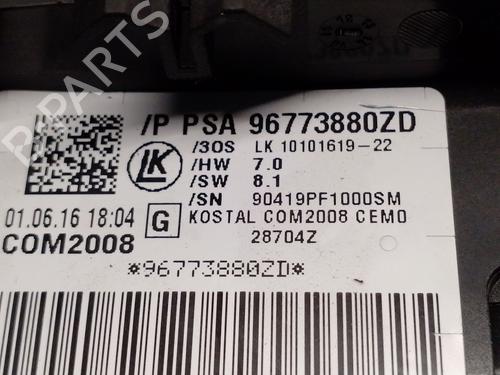 /P PSA 96773880ZD
/3OS LK 10101619-22
/HW 7.0
/SW 8.1
/SN 90419PF1000SM
KOSTAL COM2008 CEMO
28704Z
LK
01.06.16 18:04
G
COM2008
*96773880ZD*
B-PARTS